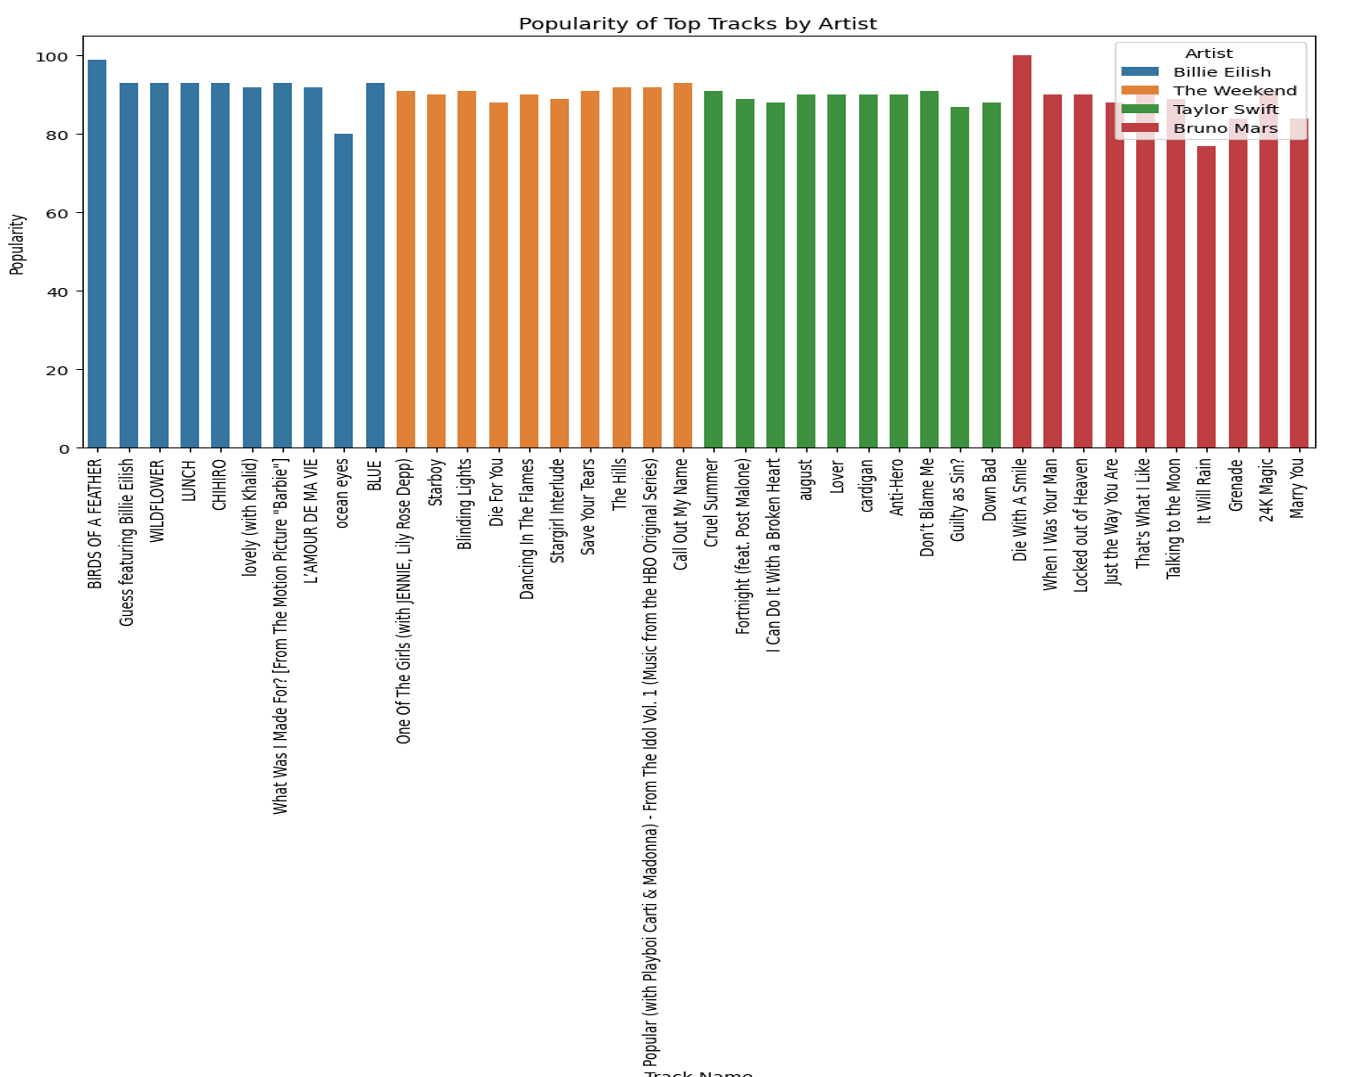 Popularity of Top Tracks by Artist
Popularity
100
80
60
40
20
0
Artist
Billie Eilish
The Weekend
Taylor Swift
Bruno Mars
BIRDS OF A FEATHER
Guess featuring Billie Eilish
WILDFLOWER
LUNCH
CHIHIRO
lovely (with Khalid)
What Was I Made For? [From The Motion Picture "Barbie"]
L'AMOUR DE MA VIE
ocean eyes
BLUE
One Of The Girls (with JENNIE, Lily Rose Depp)
Starboy
Blinding Lights
Die For You
Dancing In The Flames
Stargirl Interlude
Save Your Tears
The Hills
Popular (with Playboi Carti & Madonna) - From The Idol Vol. 1 (Music from the HBO Original Series)
Call Out My Name
Cruel Summer
Fortnight (feat. Post Malone)
I Can Do It With a Broken Heart
august
Lover
cardigan
Anti-Hero
Don't Blame Me
Guilty as Sin?
Down Bad
Die With A Smile
When I Was Your Man
Locked out of Heaven
Just the Way You Are
That's What I Like
Talking to the Moon
It Will Rain
Grenade
24K Magic
Marry You
Track Name